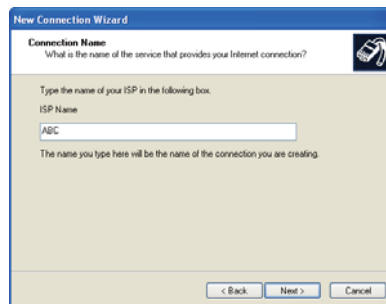 New Connection Wizard
Connection Name
What is the name of the service that provides your Internet connection?
Type the name of your ISP in the following box.
ISP Name
ABC
The name you type here will be the name of the connection you are creating.
< Back
Next >
Cancel